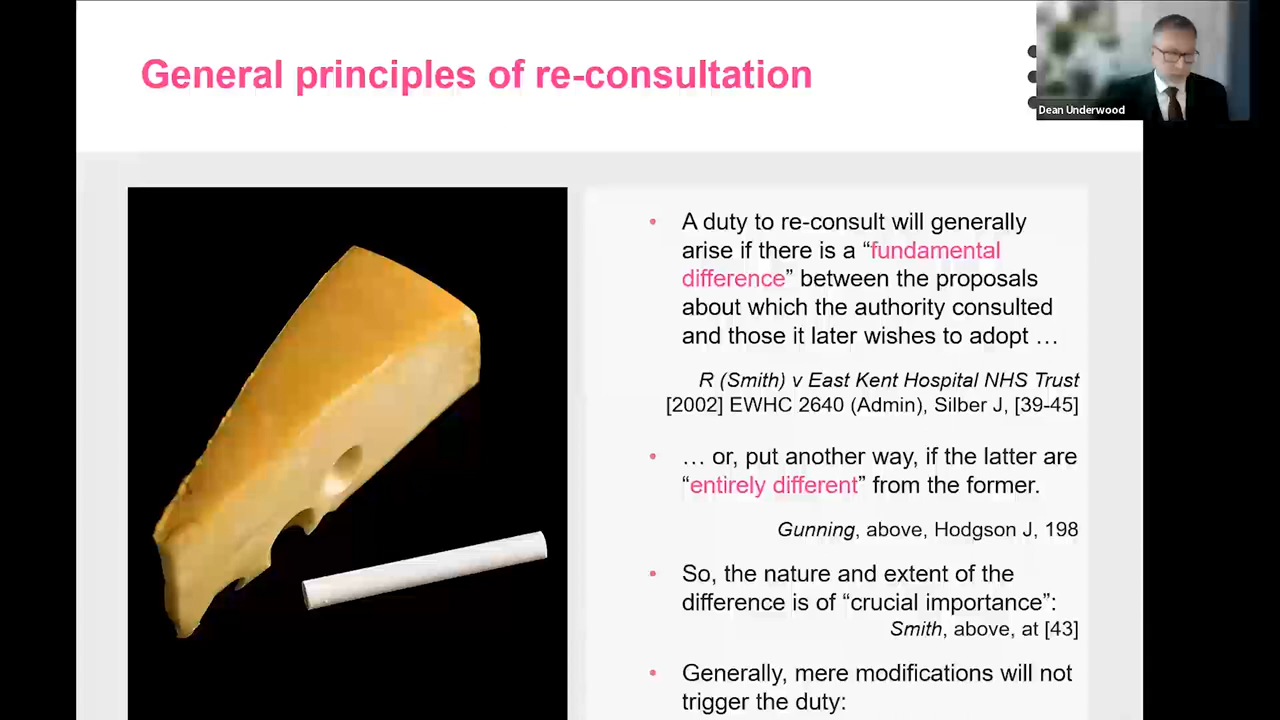 General principles of re-consultation
Dean Underwood
• A duty to re-consult will generally
arise if there is a “fundamental
difference” between the proposals
about which the authority consulted
and those it later wishes to adopt …
R (Smith) v East Kent Hospital NHS Trust
[2002] EWHC 2640 (Admin), Silber J, [39-45]
• … or, put another way, if the latter are
“entirely different” from the former.
Gunning, above, Hodgson J, 198
• So, the nature and extent of the
difference is of “crucial importance”:
Smith, above, at [43]
• Generally, mere modifications will not
trigger the duty: